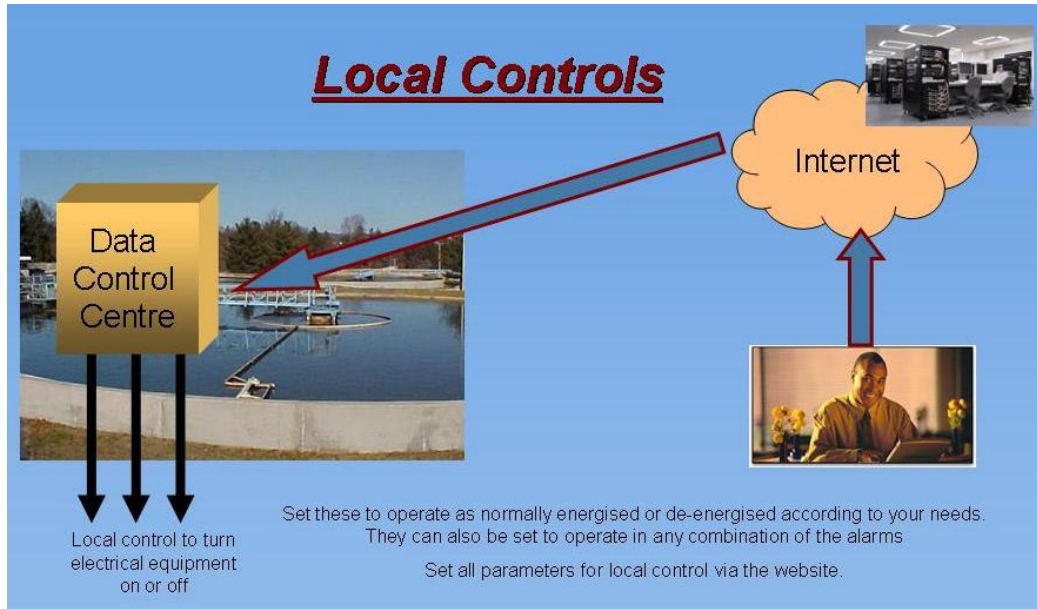 Local Controls
Internet
Data
Control
Centre
Local control to turn
electrical equipment
on or off
Set these to operate as normally energised or de-energised according to your needs.
They can also be set to operate in any combination of the alarms
Set all parameters for local control via the website.